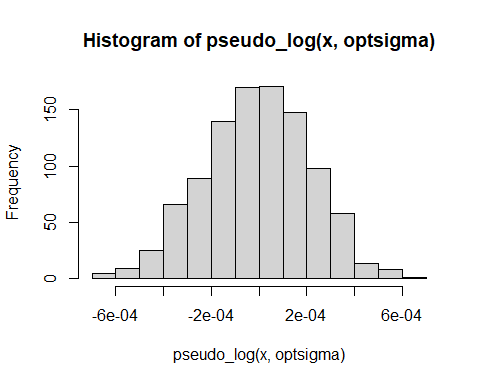 Histogram of pseudo_log(x, optsigma)
Frequency
150
100
50
0
-6e-04 -2e-04 2e-04 6e-04
pseudo_log(x, optsigma)